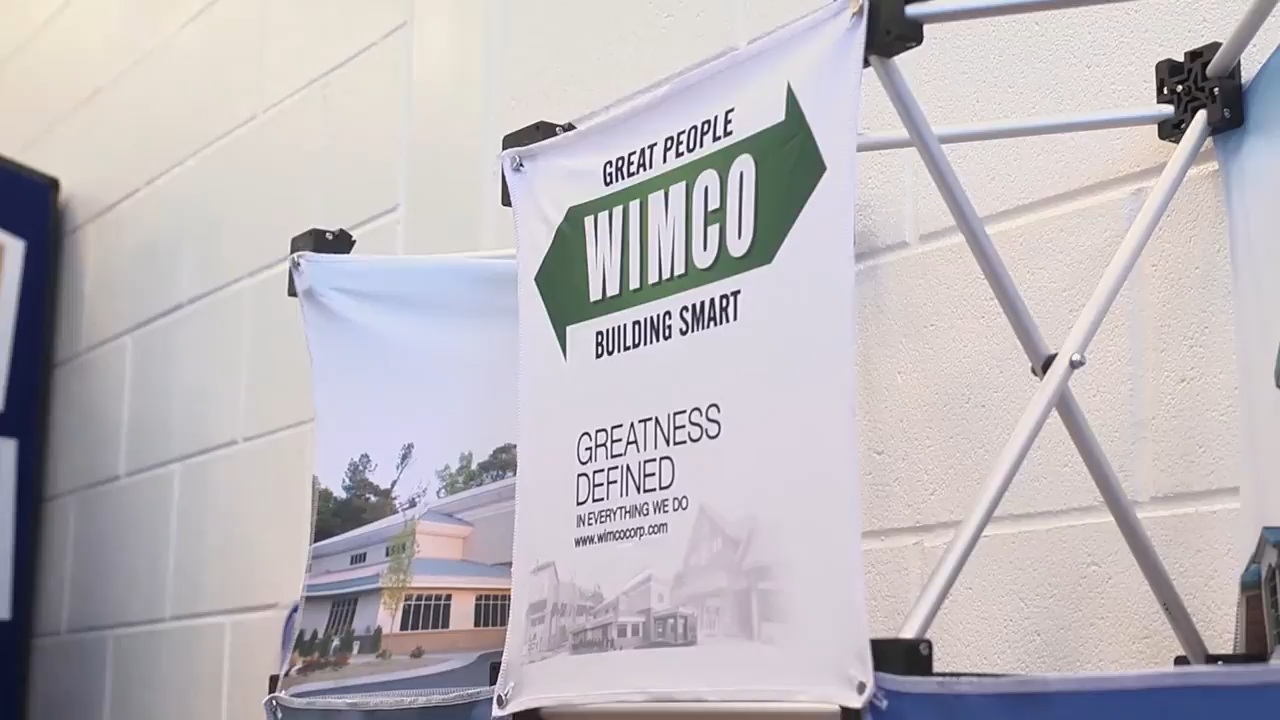 GREAT PEOPLE
WIMCO
BUILDING SMART
GREATNESS
DEFINED
IN EVERYTHING WE DO
www.wimcocorp.com